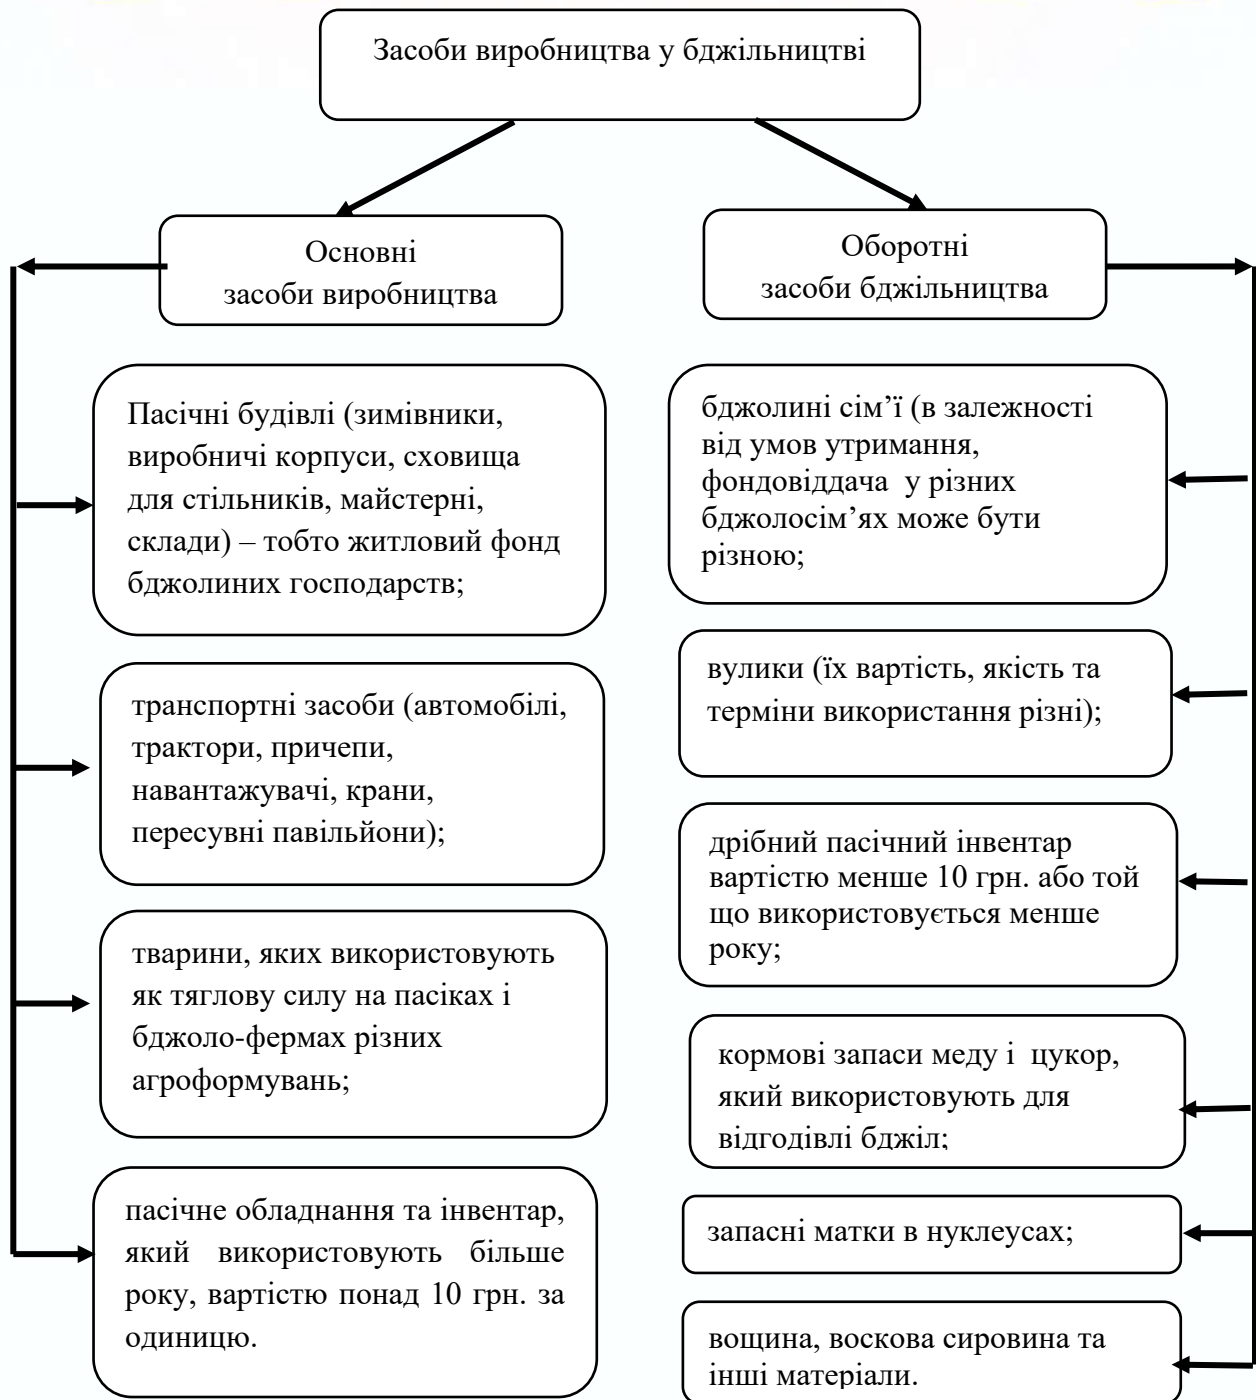 Засоби виробництва у бджільництві
Основні
засоби виробництва
Оборотні
засоби бджільництва
Пасічні будівлі (зимівники,
виробничі корпуси, сховища
для стільників, майстерні,
склади) – тобто житловий фонд
бджолиних господарств;
транспортні засоби (автомобілі,
трактори, причепи,
навантажувачі, крани,
пересувні павільйони);
тварини, яких використовують
як тяглову силу на пасіках і
бджоло-фермах різних
агроформувань;
пасічне обладнання та інвентар,
який використовують більше
року, вартістю понад 10 грн. за
одиницю.
бджолині сім’ї (в залежності
від умов утримання,
фондовіддача у різних
бджолосім’ях може бути
різною;
вулики (їх вартість, якість та
терміни використання різні);
дрібний пасічний інвентар
вартістю менше 10 грн. або той
що використовується менше
року;
кормові запаси меду і цукор,
який використовують для
відгодівлі бджіл;
запасні матки в нуклеусах;
вощина, воскова сировина та
інші матеріали.